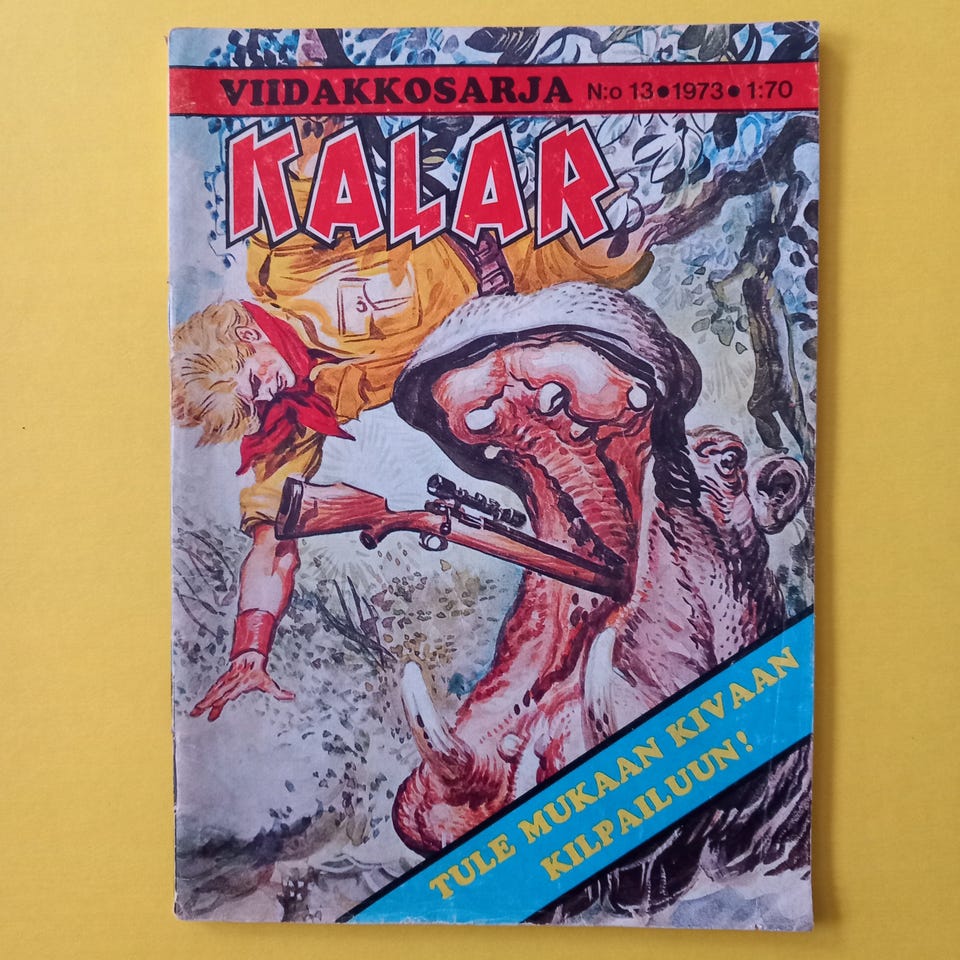 VIIDAKKOSARJA N:o 13•1973•1:70
KALAR
TULE MUKAAN KIVAAN
KILPAILUUN!